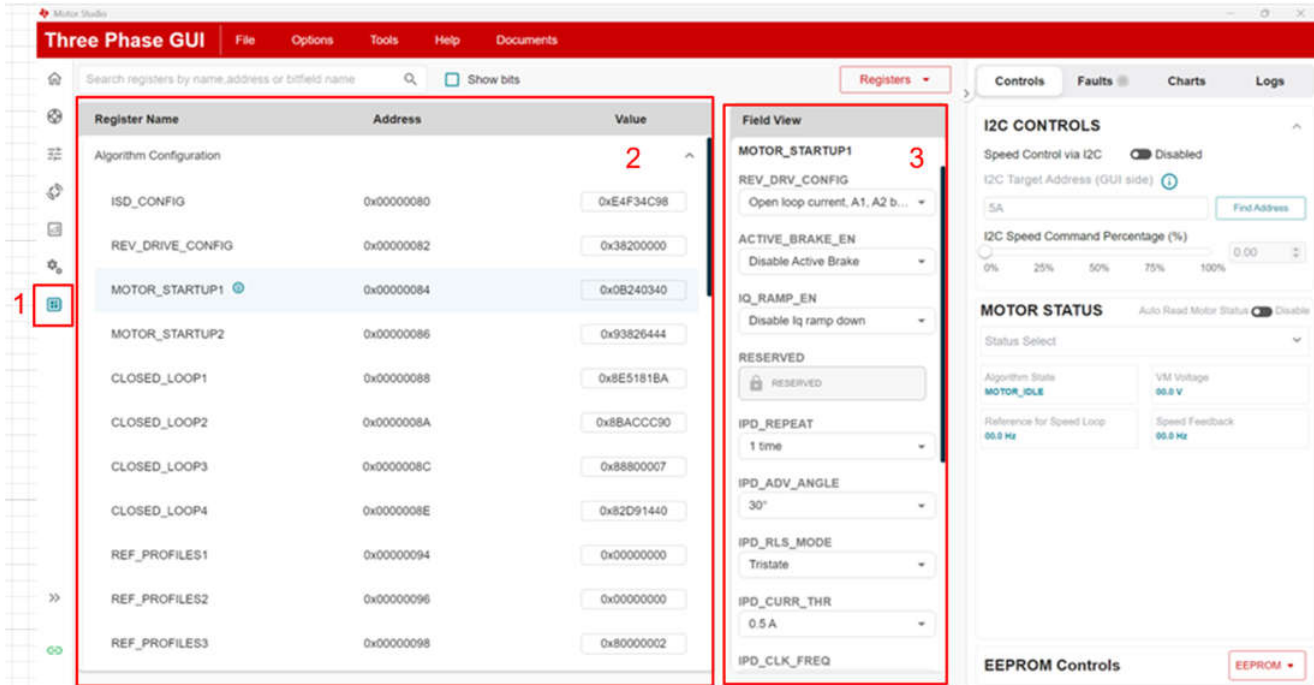 Motor Studio
Three Phase GUI File Options Tools Help Documents
Search registers by name,address or bitfield name Show bits Registers
Controls Faults Charts Logs
Register Name Address Value
Algorithm Configuration
ISD_CONFIG 0x00000080 0xE4F34C98
REV_DRIVE_CONFIG 0x00000082 0x38200000
MOTOR_STARTUP1 0x00000084 0x0B240340
MOTOR_STARTUP2 0x00000086 0x93826444
CLOSED_LOOP1 0x00000088 0x8E5181BA
CLOSED_LOOP2 0x0000008A 0x8BACCC90
CLOSED_LOOP3 0x0000008C 0x88800007
CLOSED_LOOP4 0x0000008E 0x82D91440
REF_PROFILES1 0x00000094 0x00000000
REF_PROFILES2 0x00000096 0x00000000
REF_PROFILES3 0x00000098 0x80000002
1
2
3
Field View
MOTOR_STARTUP1
REV_DRV_CONFIG
Open loop current, A1, A2 b...
ACTIVE_BRAKE_EN
Disable Active Brake
IQ_RAMP_EN
Disable Iq ramp down
RESERVED
RESERVED
IPD_REPEAT
1 time
IPD_ADV_ANGLE
30°
IPD_RLS_MODE
Tristate
IPD_CURR_THR
0.5 A
IPD_CLK_FREQ
I2C CONTROLS
Speed Control via I2C Disabled
I2C Target Address (GUI side)
5A Find Address
I2C Speed Command Percentage (%)
0.00
0% 25% 50% 75% 100%
MOTOR STATUS Auto Read Motor Status Disable
Status Select
Algorithm State VM Voltage
MOTOR_IDLE 00.0 V
Reference for Speed Loop Speed Feedback
00.0 Hz 00.0 Hz
EEPROM Controls EEPROM